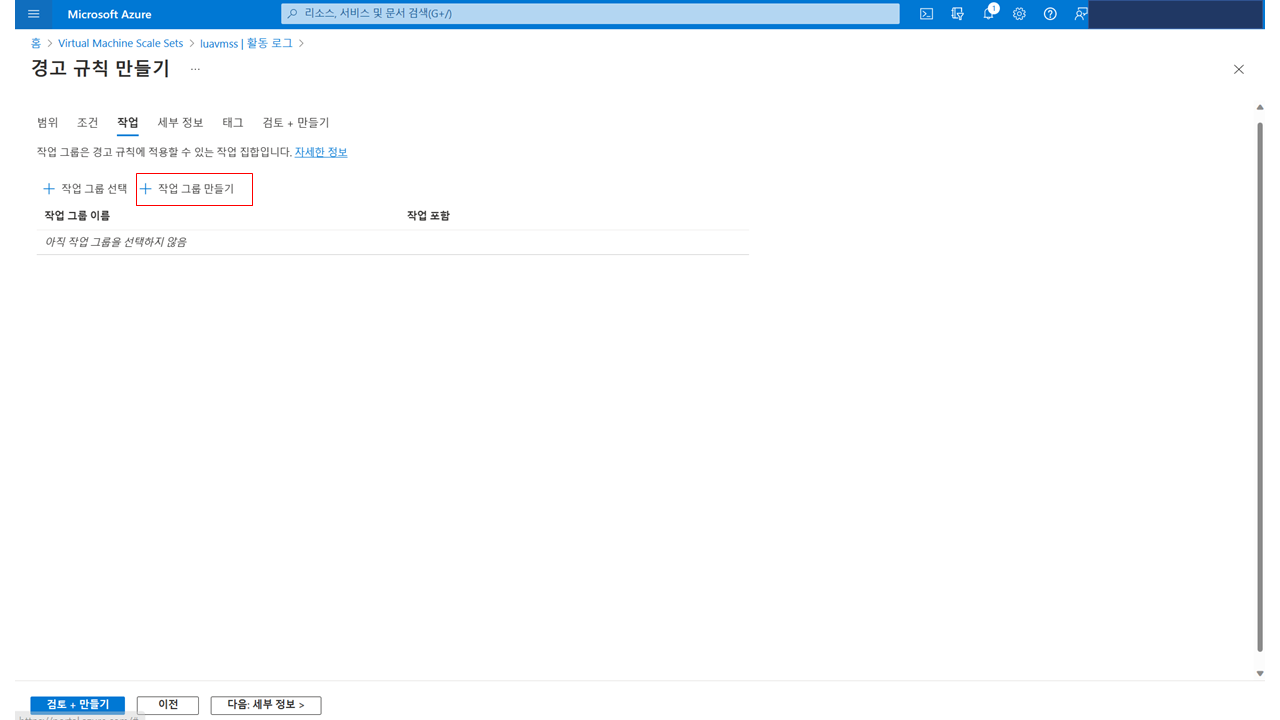 Microsoft Azure
리소스, 서비스 및 문서 검색(G+/)
1
홈 > Virtual Machine Scale Sets > luavmss | 활동 로그 >
경고 규칙 만들기 ...
범위 조건 작업 세부 정보 태그 검토 + 만들기
작업 그룹은 경고 규칙에 적용할 수 있는 작업 집합입니다. 자세한 정보
+ 작업 그룹 선택 + 작업 그룹 만들기
작업 그룹 이름 작업 포함
아직 작업 그룹을 선택하지 않음
검토 + 만들기 이전 다음: 세부 정보 >